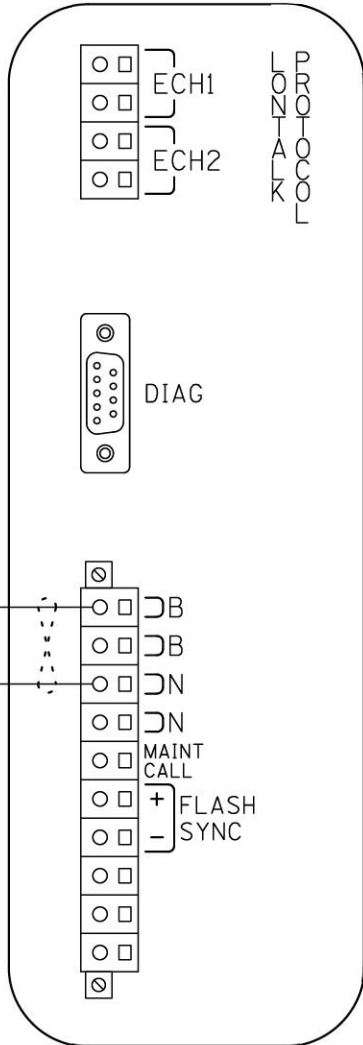 ECH1
ECH2
LONTALK
PROTOCOL
DIAG
B
B
N
N
MAINT
CALL
+ FLASH
- SYNC